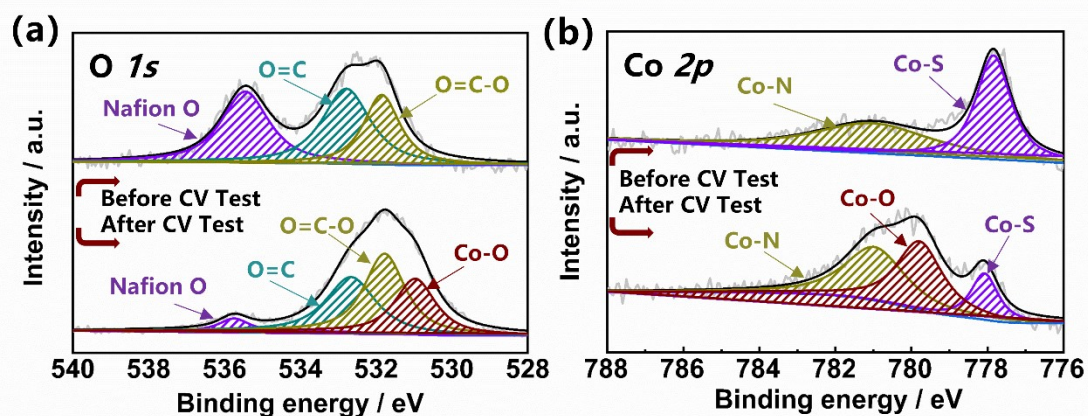 (a)
O 1s
O=C
O=C-O
Nafion O
Before CV Test
After CV Test
O=C-O
O=C
Co-O
Nafion O
Intensity / a.u.
540 538 536 534 532 530 528
Binding energy / eV
(b)
Co 2p
Co-S
Co-N
Before CV Test
After CV Test
Co-O
Co-N
Co-S
Intensity / a.u.
788 786 784 782 780 778 776
Binding energy / eV